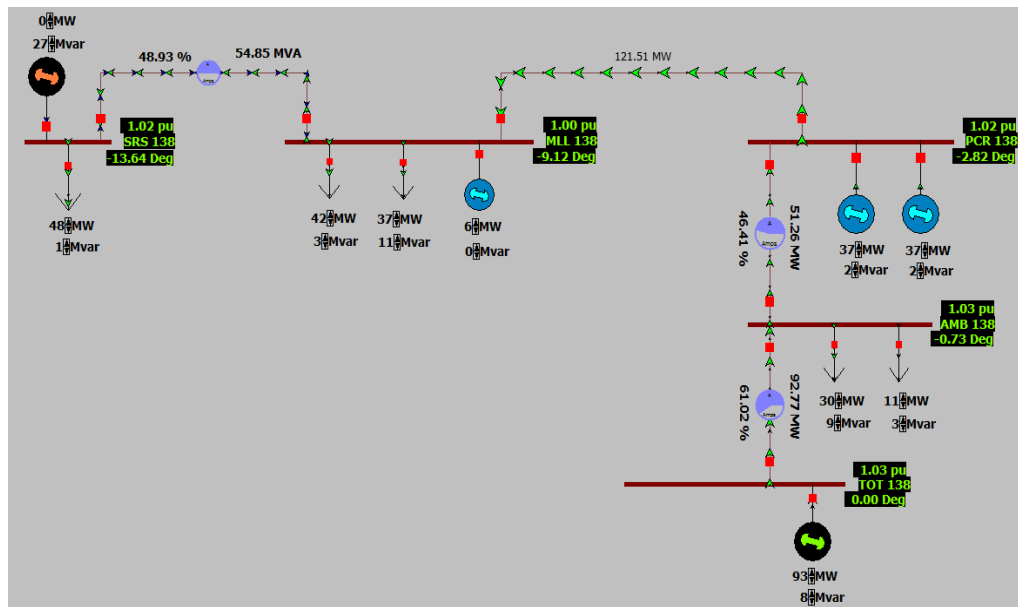 0 MW
27 Mvar
48.93 %
Amps
54.85 MVA
121.51 MW
1.02 pu
SRS 138
-13.64 Deg
1.00 pu
MLL 138
-9.12 Deg
1.02 pu
PCR 138
-2.82 Deg
48 MW
1 Mvar
42 MW
3 Mvar
37 MW
11 Mvar
6 MW
0 Mvar
51.26 MW
Amps
46.41 %
37 MW
2 Mvar
37 MW
2 Mvar
1.03 pu
AMB 138
-0.73 Deg
92.77 MW
Amps
61.02 %
30 MW
9 Mvar
11 MW
3 Mvar
1.03 pu
TOT 138
0.00 Deg
93 MW
8 Mvar